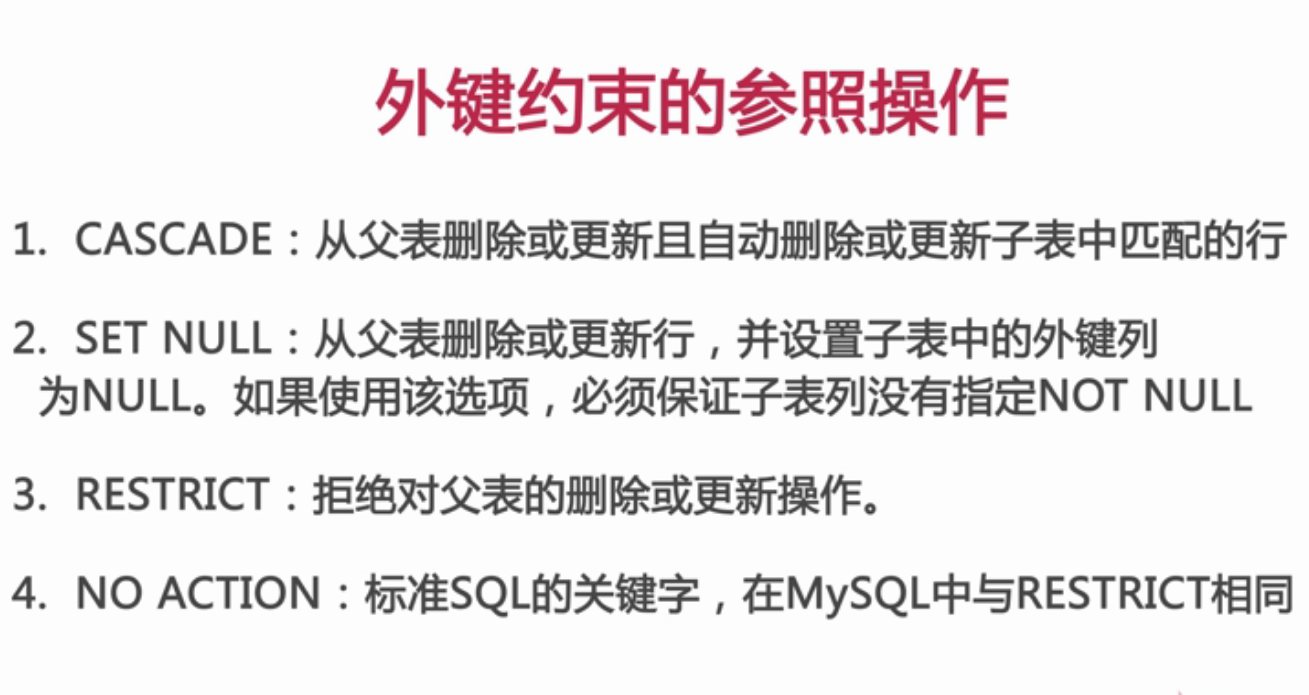 外键约束的参照操作
1. CASCADE：从父表删除或更新且自动删除或更新子表中匹配的行
2. SET NULL：从父表删除或更新行，并设置子表中的外键列
为NULL。如果使用该选项，必须保证子表列没有指定NOT NULL
3. RESTRICT：拒绝对父表的删除或更新操作。
4. NO ACTION：标准SQL的关键字，在MySQL中与RESTRICT相同